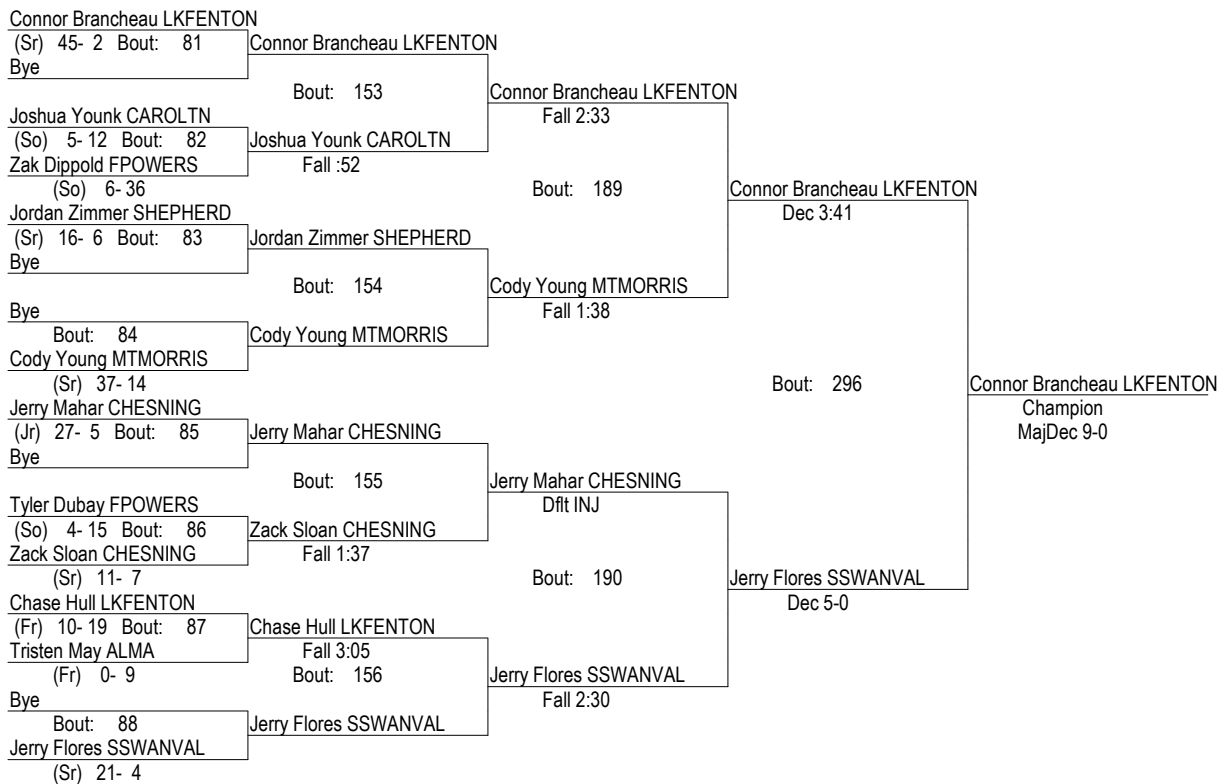 Connor Brancheau LKFENTON
(Sr) 45- 2 Bout: 81
Bye
Connor Brancheau LKFENTON
Bout: 153
Joshua Younk CAROLTN
(So) 5- 12 Bout: 82
Zak Dippold FPOWERS
(So) 6- 36
Joshua Younk CAROLTN
Fall :52
Connor Brancheau LKFENTON
Fall 2:33
Bout: 189
Jordan Zimmer SHEPHERD
(Sr) 16- 6 Bout: 83
Bye
Jordan Zimmer SHEPHERD
Bout: 154
Bye
Bout: 84
Cody Young MTMORRIS
(Sr) 37- 14
Cody Young MTMORRIS
Cody Young MTMORRIS
Fall 1:38
Connor Brancheau LKFENTON
Dec 3:41
Bout: 296
Jerry Mahar CHESNING
(Jr) 27- 5 Bout: 85
Bye
Jerry Mahar CHESNING
Bout: 155
Tyler Dubay FPOWERS
(So) 4- 15 Bout: 86
Zack Sloan CHESNING
(Sr) 11- 7
Zack Sloan CHESNING
Fall 1:37
Jerry Mahar CHESNING
Dflt INJ
Bout: 190
Chase Hull LKFENTON
(Fr) 10- 19 Bout: 87
Tristen May ALMA
(Fr) 0- 9
Chase Hull LKFENTON
Fall 3:05
Bout: 156
Bye
Bout: 88
Jerry Flores SSWANVAL
(Sr) 21- 4
Jerry Flores SSWANVAL
Jerry Flores SSWANVAL
Fall 2:30
Jerry Flores SSWANVAL
Dec 5-0
Connor Brancheau LKFENTON
Champion
MajDec 9-0